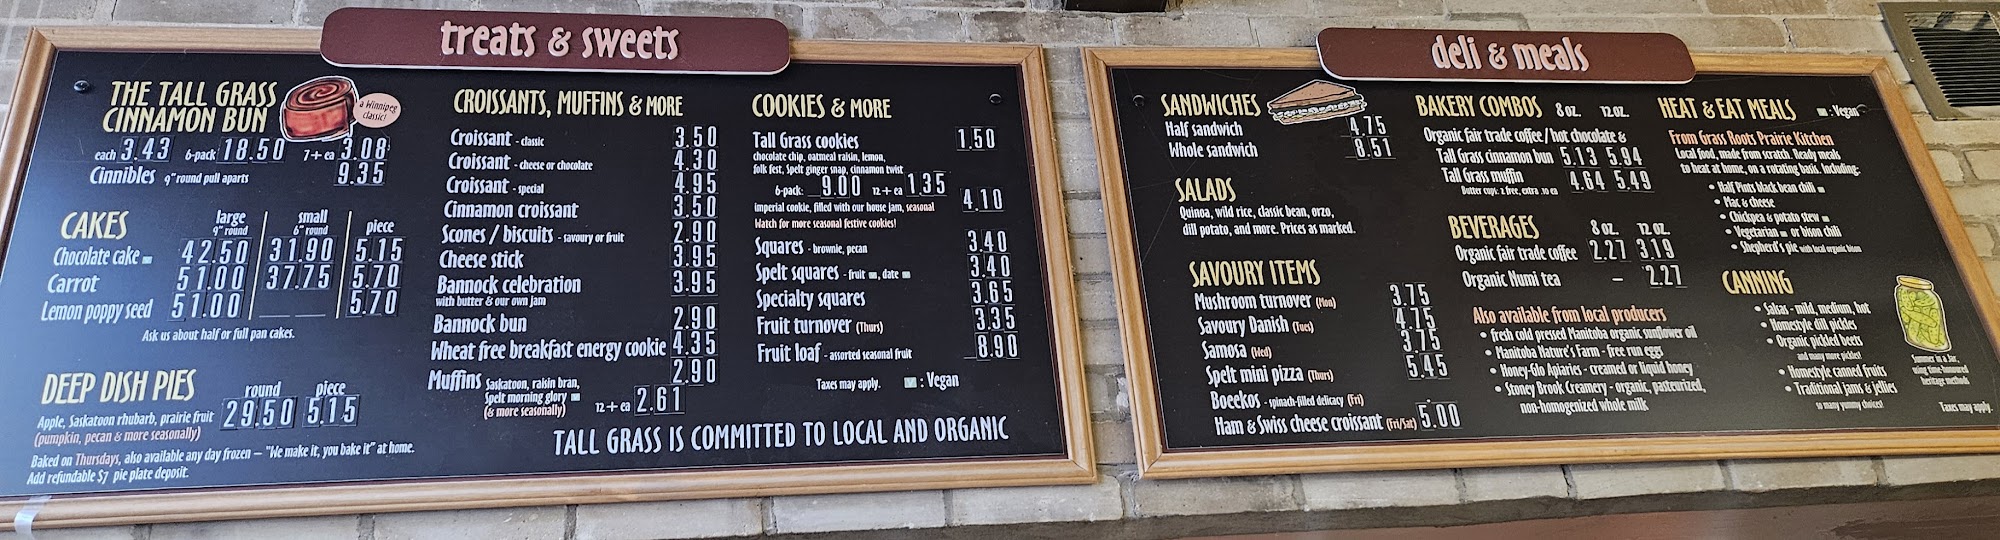 treats & sweets
THE TALL GRASS
CINNAMON BUN
a Winnipeg
classic!
each 3.43 6-pack 18.50 7+ ea 3.08
Cinnibles 9" round pull aparts 9.35
CAKES
large small piece
9" round 6" round
Chocolate cake 42.50 31.90 5.15
Carrot 51.00 37.75 5.70
Lemon poppy seed 51.00 __ __ 5.70
Ask us about half or full pan cakes.
DEEP DISH PIES
round piece
Apple, Saskatoon rhubarb, prairie fruit 29.50 5.15
(pumpkin, pecan & more seasonally)
Baked on Thursdays, also available any day frozen – "We make it, you bake it" at home.
Add refundable $7 pie plate deposit.
CROISSANTS, MUFFINS & MORE
Croissant - classic 3.50
Croissant - cheese or chocolate 4.30
Croissant - special 4.95
Cinnamon croissant 3.50
Scones / biscuits - savoury or fruit 2.90
Cheese stick 3.95
Bannock celebration 3.95
with butter & our own jam
Bannock bun 2.90
Wheat free breakfast energy cookie 4.35
Muffins 2.90
Saskatoon, raisin bran,
Spelt morning glory
(& more seasonally) 12 + ea 2.61
COOKIES & MORE
Tall Grass cookies 1.50
chocolate chip, oatmeal raisin, lemon,
folk fest, Spelt ginger snap, cinnamon twist
6-pack: 9.00 12 + ea 1.35
imperial cookie, filled with our house jam, seasonal 4.10
Watch for more seasonal festive cookies!
Squares - brownie, pecan 3.40
Spelt squares - fruit , date 3.40
Specialty squares 3.65
Fruit turnover (Thurs) 3.35
Fruit loaf - assorted seasonal fruit 8.90
Taxes may apply. : Vegan
TALL GRASS IS COMMITTED TO LOCAL AND ORGANIC
deli & meals
SANDWICHES
Half sandwich 4.75
Whole sandwich 8.51
SALADS
Quinoa, wild rice, classic bean, orzo,
dill potato, and more. Prices as marked.
SAVOURY ITEMS
Mushroom turnover (Mon) 3.75
Savoury Danish (Tues) 4.75
Samosa (Wed) 3.75
Spelt mini pizza (Thurs) 5.45
Boeekos - spinach-filled delicacy (Fri)
Ham & Swiss cheese croissant (Fri/Sat) 5.00
BAKERY COMBOS 8 oz. 12 oz.
Organic fair trade coffee / hot chocolate &
Tall Grass cinnamon bun 5.13 5.94
Tall Grass muffin 4.64 5.49
Butter cups: 2 free, extra .10 ea
BEVERAGES 8 oz. 12 oz.
Organic fair trade coffee 2.27 3.19
Organic Numi tea – 2.27
Also available from local producers
• fresh cold pressed Manitoba organic sunflower oil
• Manitoba Nature's Farm - free run eggs
• Honey-Glo Apiaries - creamed or liquid honey
• Stoney Brook Creamery - organic, pasteurized,
non-homogenized whole milk
HEAT & EAT MEALS : Vegan
From Grass Roots Prairie Kitchen
Local food, made from scratch. Ready meals
to heat at home, on a rotating basis. Including:
• Half Pints black bean chili
• Mac & cheese
• Chickpea & potato stew
• Vegetarian or bison chili
• Shepherd's pie with local organic bison
CANNING
• Salsas - mild, medium, hot
• Homestyle dill pickles
• Organic pickled beets
and many more pickles!
• Homestyle canned fruits
• Traditional jams & jellies
so many yummy choices!
Summer in a Jar,
using time-honoured
heritage methods
Taxes may apply.